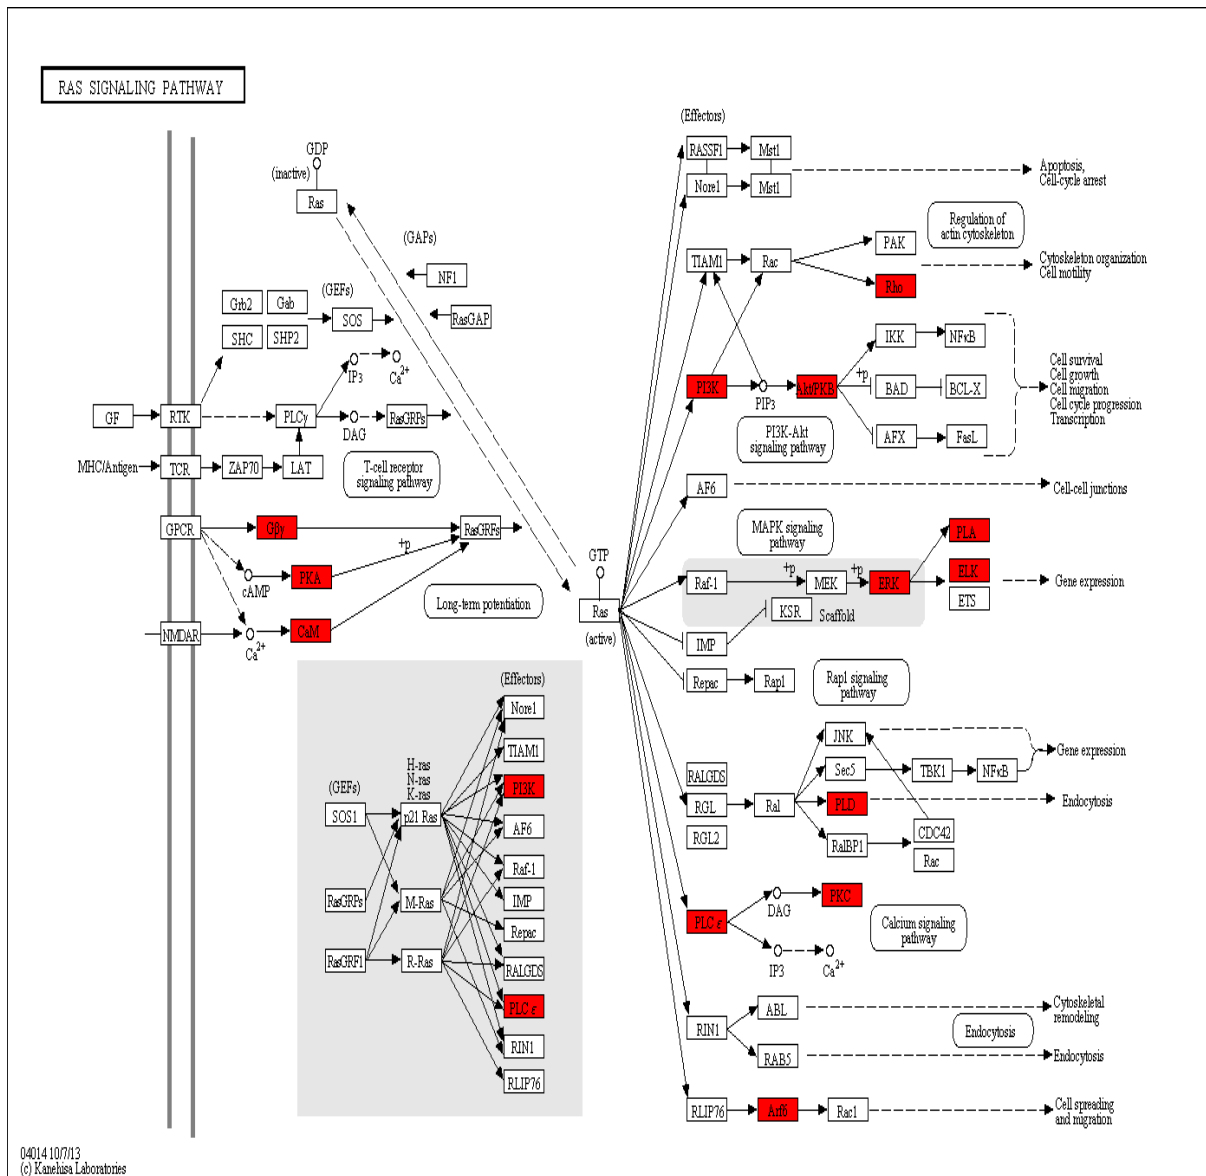 RAS SIGNALING PATHWAY
GDP
(inactive)
Ras
(GAPs)
NF1
RasGAP
(GEFs)
Grb2
Gab
SOS
SHC
SHP2
IP3
Ca2+
GF
RTK
PLCγ
DAG
RasGRPs
MHC/Antigen
TCR
ZAP70
LAT
T-cell receptor
signaling pathway
GPCR
Gβγ
RasGRFs
+p
cAMP
PKA
Long-term potentiation
NMDAR
Ca2+
CaM
GTP
Ras
(active)
(Effectors)
RASSF1
Mst1
Nore1
Mst1
Apoptosis,
Cell-cycle arrest
Regulation of
actin cytoskeleton
TIAM1
Rac
PAK
Rho
Cytoskeleton organization
Cell motility
IKK
NFκB
PI3K
PIP3
Akt/PKB
+p
BAD
BCL-X
AFX
FasL
Cell survival
Cell growth
Cell migration
Cell cycle progression
Transcription
PI3K-Akt
signaling pathway
AF6
Cell-cell junctions
MAPK signaling
pathway
PLA
Raf-1
+p
MEK
+p
ERK
ELK
ETS
Gene expression
KSR
Scaffold
IMP
Repac
Rap1
Rap1 signaling
pathway
JNK
Gene expression
RALGDS
Sec5
TBK1
NFκB
RGL
Ral
PLD
Endocytosis
RGL2
RalBP1
CDC42
Rac
DAG
PKC
PLC ε
Calcium signaling
pathway
IP3
Ca2+
RIN1
ABL
Cytoskeletal
remodeling
Endocytosis
RAB5
Endocytosis
RLIP76
Arf6
Rac1
Cell spreading
and migration
(Effectors)
Nore1
TIAM1
H-ras
N-ras
K-ras
PI3K
(GEFs)
SOS1
p21 Ras
AF6
Raf-1
RasGRPs
M-Ras
IMP
Repac
RasGRF1
R-Ras
RALGDS
PLC ε
RIN1
RLIP76
04014 10/7/13
(c) Kanehisa Laboratories